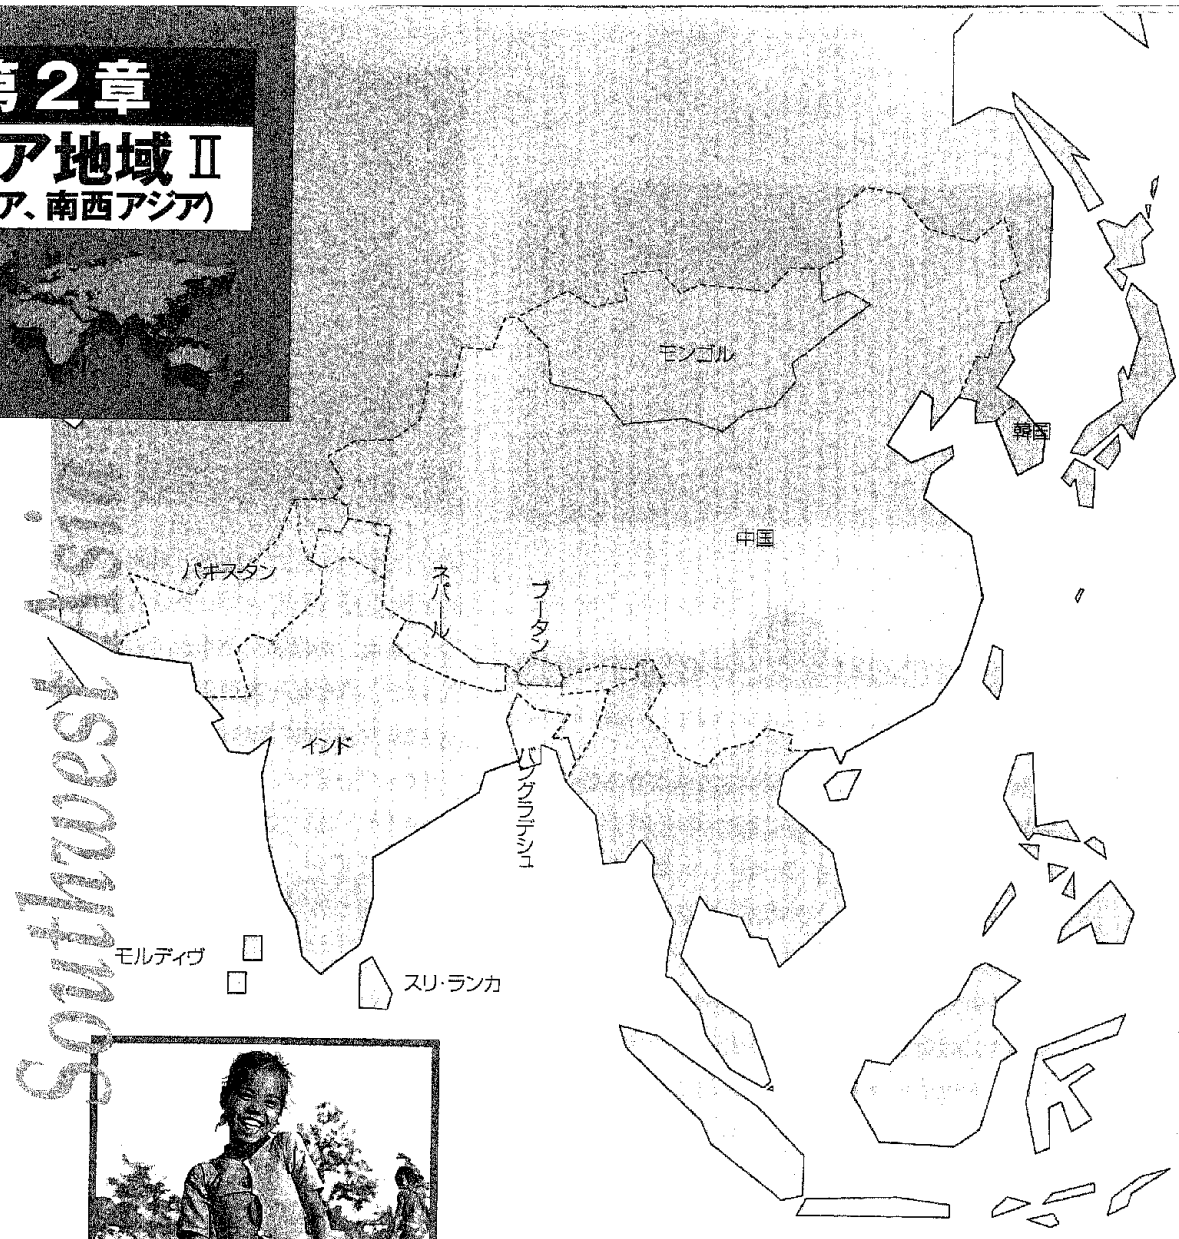 第2章
ア地域Ⅱ
ア、南西アジア)
モンゴル
韓国
中国
パキスタン
ネパール
ブータン
インド
バングラデシュ
モルディヴ
スリ・ランカ
Southwest Asia